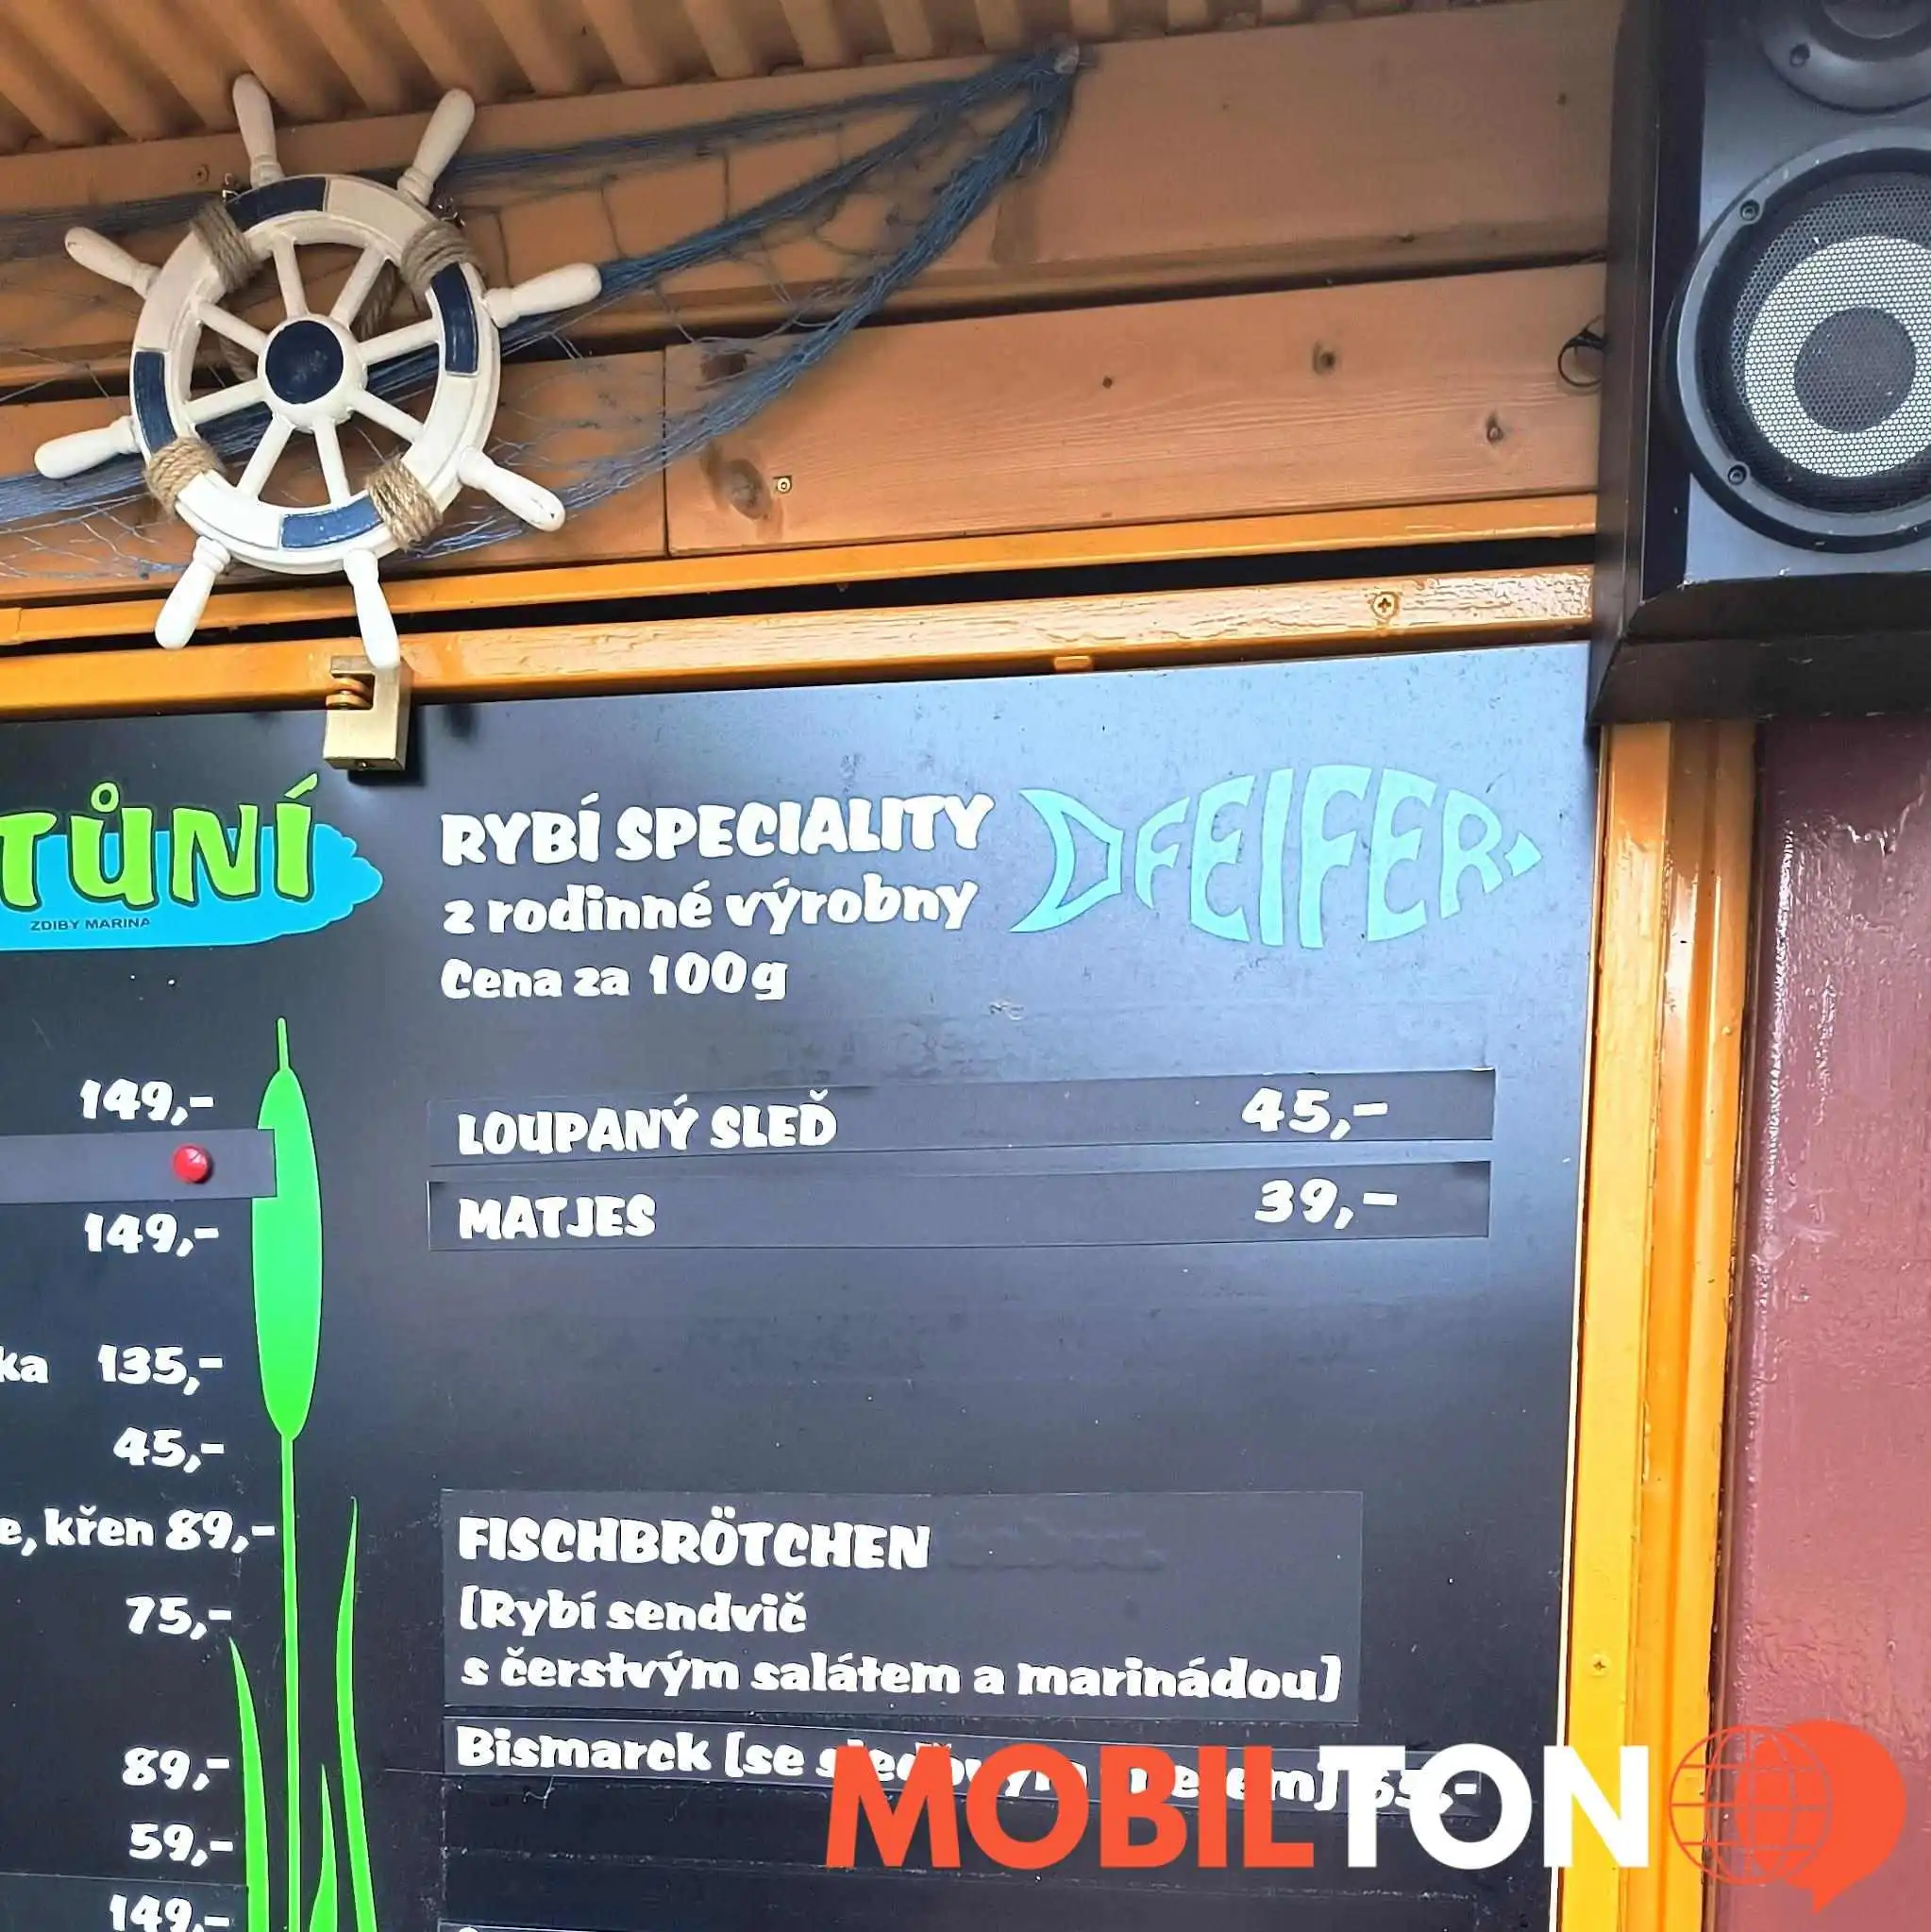 TŮNÍ
ZDIBY MARINA
149,-
149,-
ka 135,-
45,-
e, křen 89,-
75,-
89,-
59,-
149,-
RYBÍ SPECIALITY
z rodinné výrobny
Cena za 100g
PFEIFER
LOUPANÝ SLEĎ 45,-
MATJES 39,-
FISCHBRÖTCHEN
[Rybí sendvič
s čerstvým salátem a marinádou]
Bismarck [se
MOBILTON